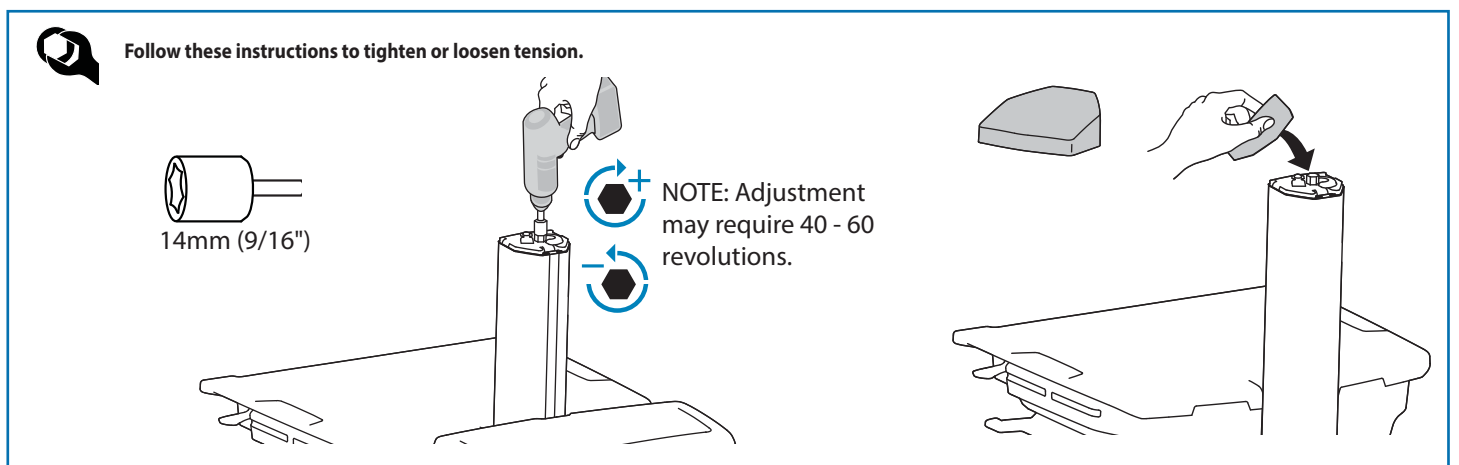 Follow these instructions to tighten or loosen tension.
14mm (9/16")
+
NOTE: Adjustment
may require 40 - 60
revolutions.
−